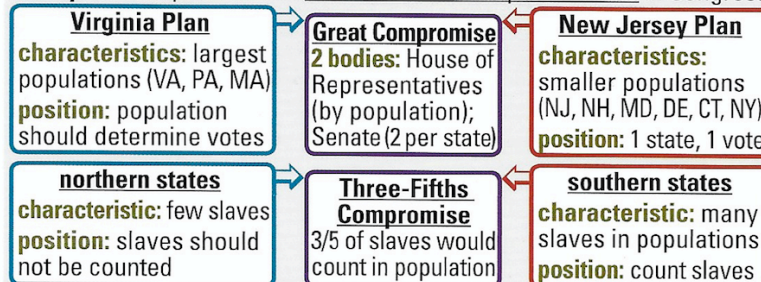 Virginia Plan
characteristics: largest
populations (VA, PA, MA)
position: population
should determine votes
Great Compromise
2 bodies: House of
Representatives
(by population);
Senate (2 per state)
New Jersey Plan
characteristics:
smaller populations
(NJ, NH, MD, DE, CT, NY)
position: 1 state, 1 vote
northern states
characteristic: few slaves
position: slaves should
not be counted
Three-Fifths
Compromise
3/5 of slaves would
count in population
southern states
characteristic: many
slaves in populations
position: count slaves